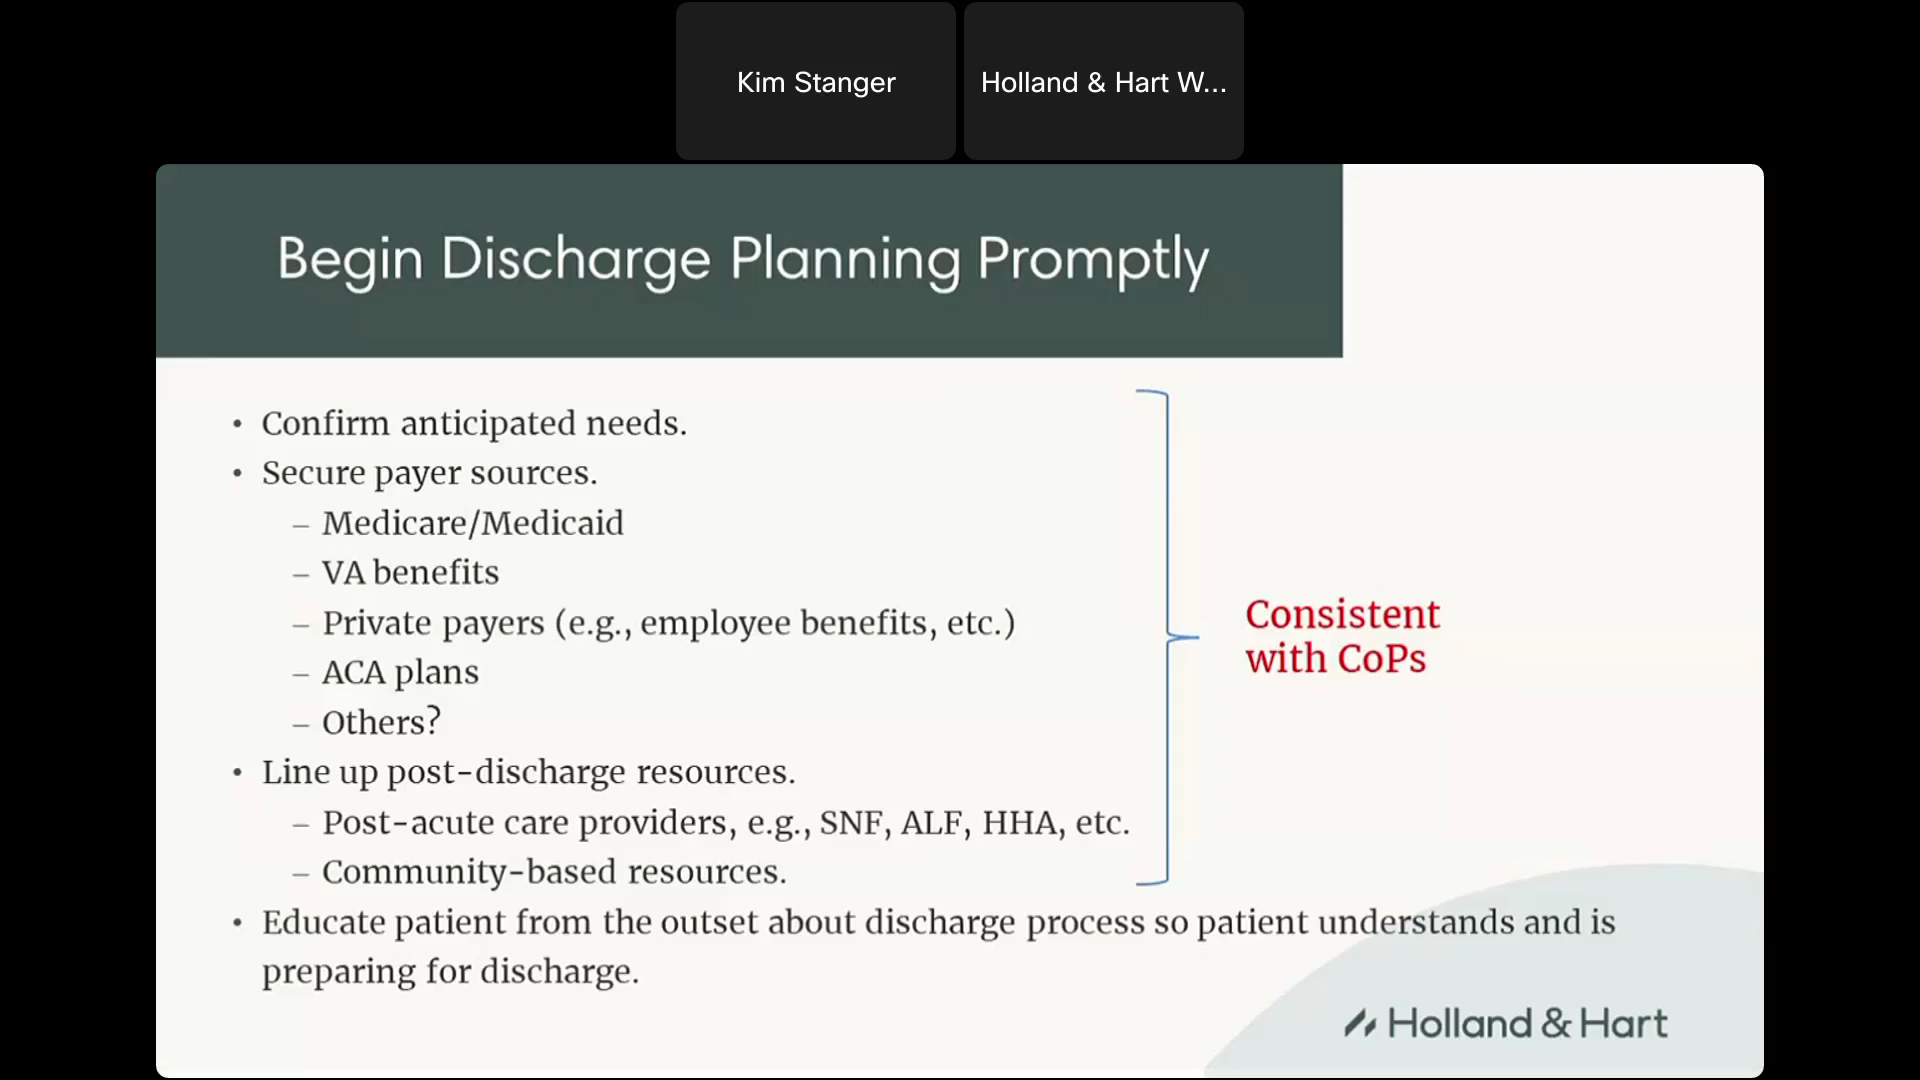 Kim Stanger
Holland & Hart W...
Begin Discharge Planning Promptly
• Confirm anticipated needs.
• Secure payer sources.
– Medicare/Medicaid
– VA benefits
– Private payers (e.g., employee benefits, etc.)
– ACA plans
– Others?
• Line up post-discharge resources.
– Post-acute care providers, e.g., SNF, ALF, HHA, etc.
– Community-based resources.
• Educate patient from the outset about discharge process so patient understands and is
preparing for discharge.
Consistent
with CoPs
Holland & Hart